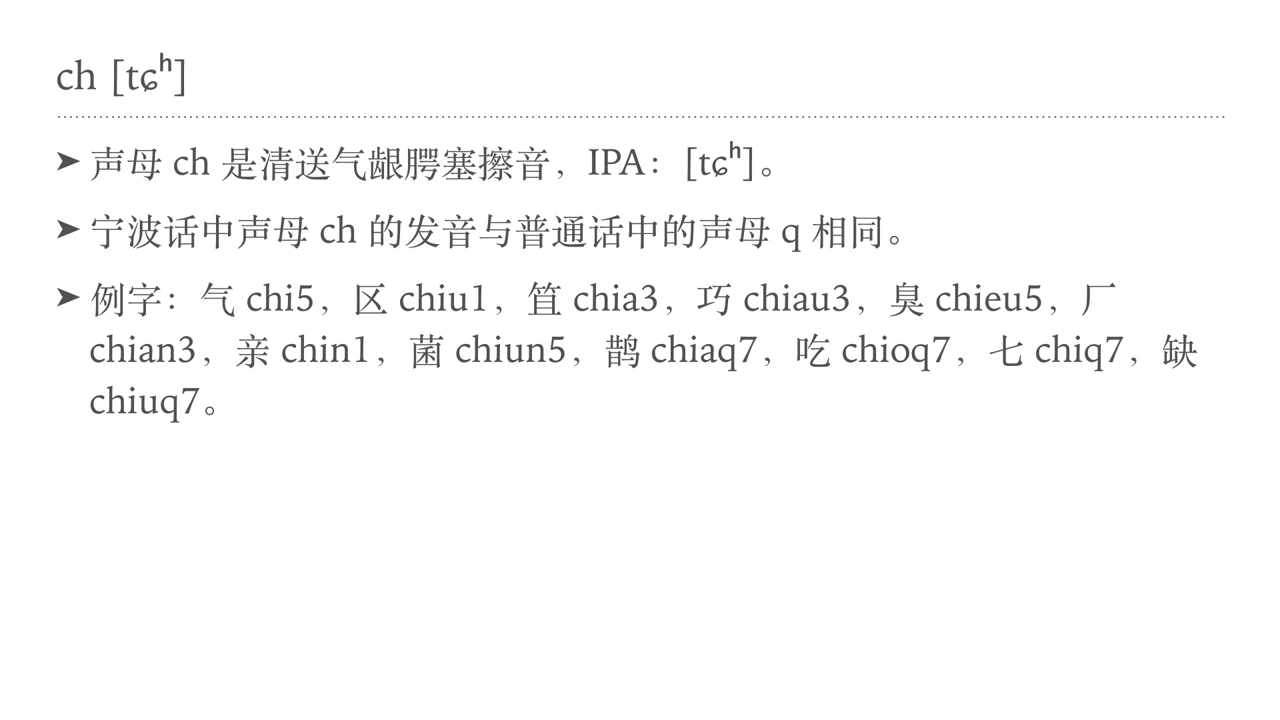 ch [tɕʰ]
➤ 声母 ch 是清送气龈腭塞擦音，IPA：[tɕʰ]。
➤ 宁波话中声母 ch 的发音与普通话中的声母 q 相同。
➤ 例字：气 chi5，区 chiu1，笡 chia3，巧 chiau3，臭 chieu5，厂
chian3，亲 chin1，菌 chiun5，鹊 chiaq7，吃 chioq7，七 chiq7，缺
chiuq7。